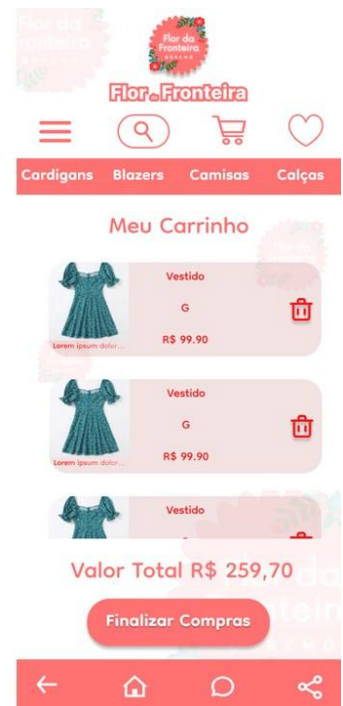 Flor da
Fronteira
BRECHÓ
Flor da Fronteira
Cardigans Blazers Camisas Calças
Meu Carrinho
Vestido
G
R$ 99.90
Lorem ipsum dolor...
Vestido
G
R$ 99.90
Lorem ipsum dolor...
Vestido
Valor Total R$ 259,70
Finalizar Compras